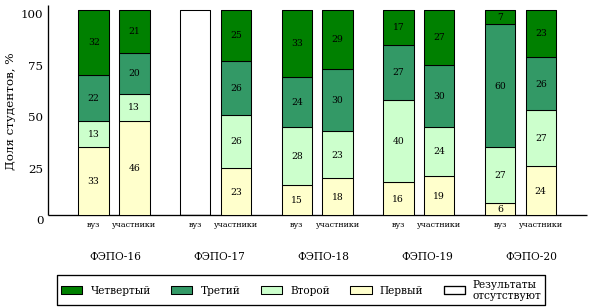 Доля студентов, %
100
75
50
25
0
32 22 13 33
21 20 13 46
25 26 26 23
33 24 28 15
29 30 23 18
17 27 40 16
27 30 24 19
7 60 27 6
23 26 27 24
вуз участники вуз участники вуз участники вуз участники вуз участники
ФЭПО-16 ФЭПО-17 ФЭПО-18 ФЭПО-19 ФЭПО-20
Четвертый Третий Второй Первый Результаты
отсутствуют